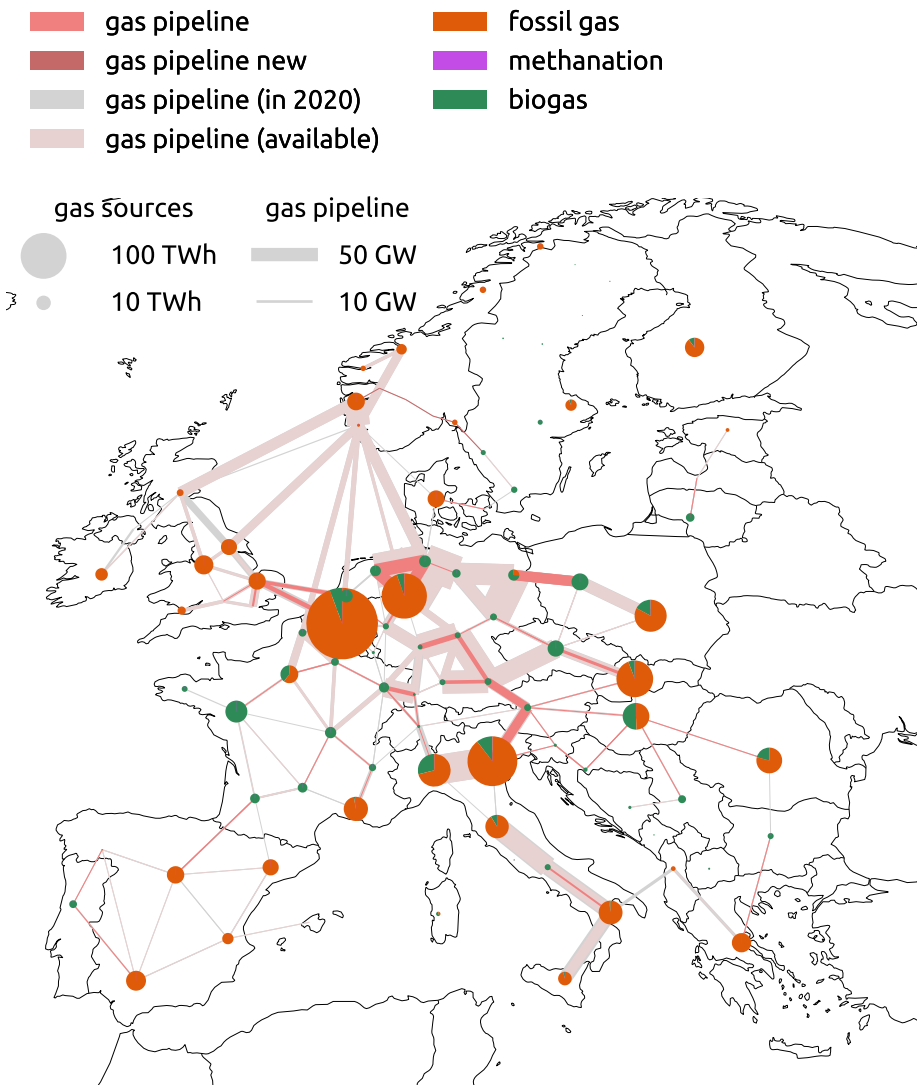 gas pipeline
gas pipeline new
gas pipeline (in 2020)
gas pipeline (available)
fossil gas
methanation
biogas
gas sources
100 TWh
10 TWh
gas pipeline
50 GW
10 GW